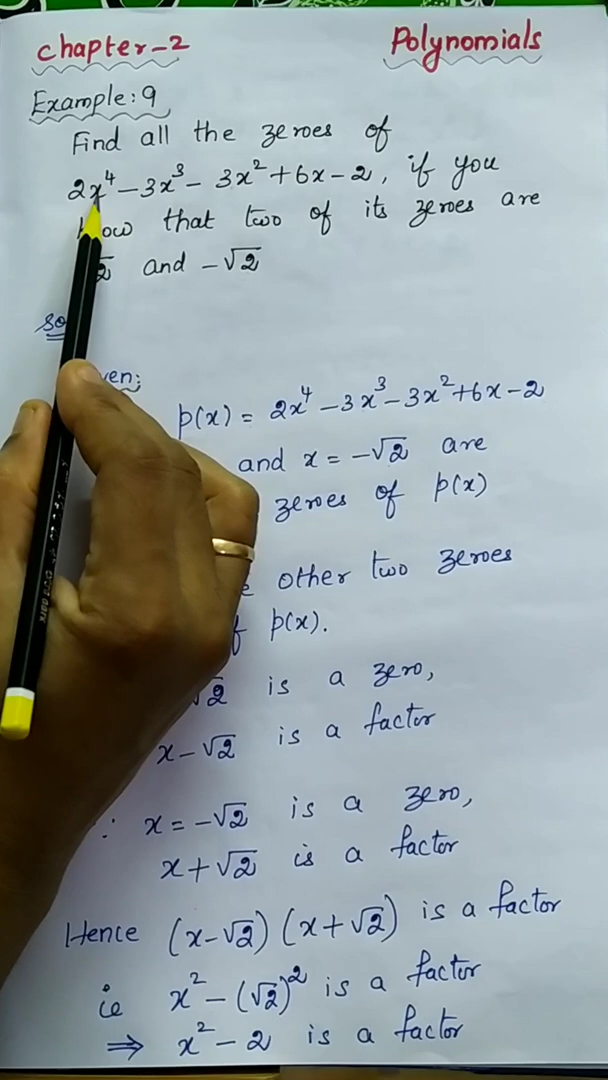 Chapter-2 Polynomials
Example: 9
Find all the zeroes of
2x⁴ - 3x³ - 3x² + 6x - 2, if you
that two of its zeroes are
and -√2
p(x) = 2x⁴ - 3x³ - 3x² + 6x - 2
and x = -√2 are
zeroes of p(x)
other two zeroes
p(x).
√2 is a zero,
x - √2 is a factor
∴ x = -√2 is a zero,
x + √2 is a factor
Hence (x - √2) (x + √2) is a factor
ie x² - (√2)² is a factor
⇒ x² - 2 is a factor